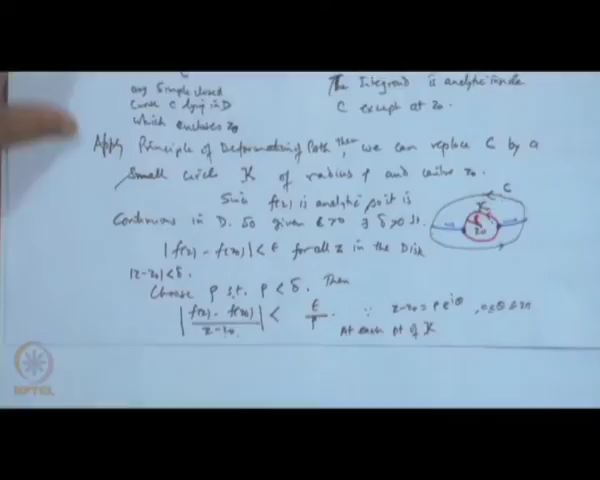 any simple closed
curve C lying in D
which encloses z0
The Integrand is analytic inside
C except at z0.
Apply Principle of Deformation of Path Then, we can replace C by a
small circle K of radius ρ and centre z0.
Since f(z) is analytic so it is
Continuous in D. So given ε>0 ∃ δ>0 st.
|f(z) - f(z0)| < ε for all z in the Disk
|z-z0| < δ.
Choose ρ s.t. ρ < δ. Then
| f(z) - f(z0) / z-z0 | < ε/ρ. ∵ z-z0 = ρe^iθ, 0≤θ≤2π
At each pt of K
C
K
z0
NPTEL